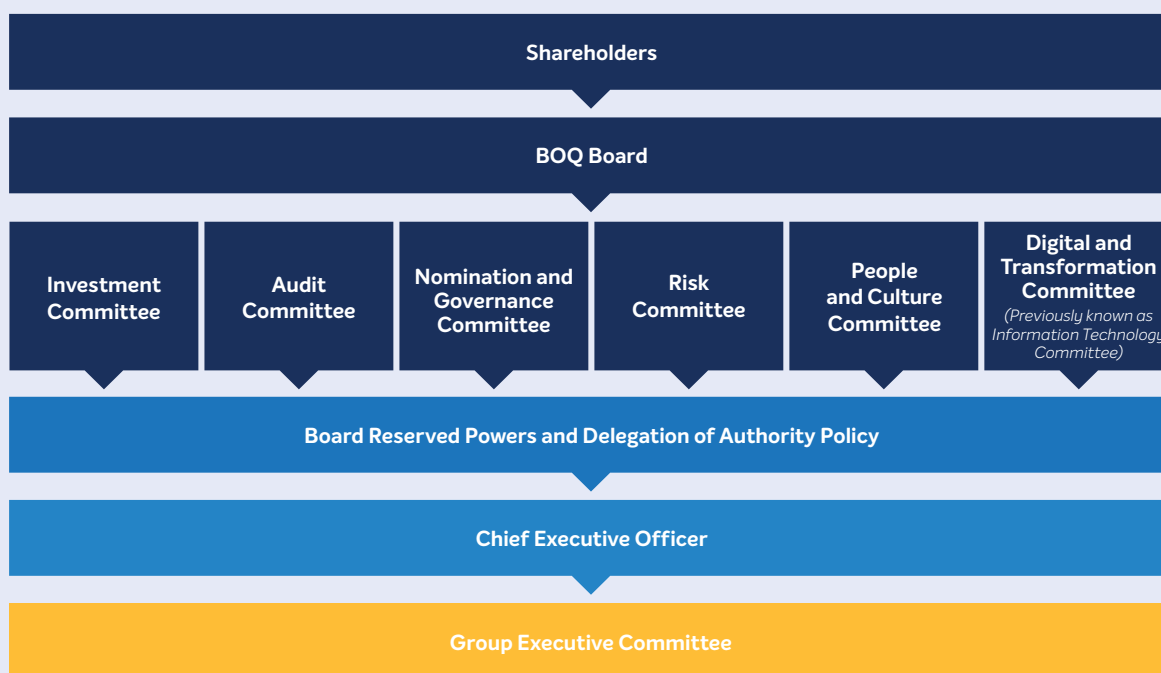 Shareholders
BOQ Board
Investment
Committee
Audit
Committee
Nomination and
Governance
Committee
Risk
Committee
People
and Culture
Committee
Digital and
Transformation
Committee
(Previously known as
Information Technology
Committee)
Board Reserved Powers and Delegation of Authority Policy
Chief Executive Officer
Group Executive Committee